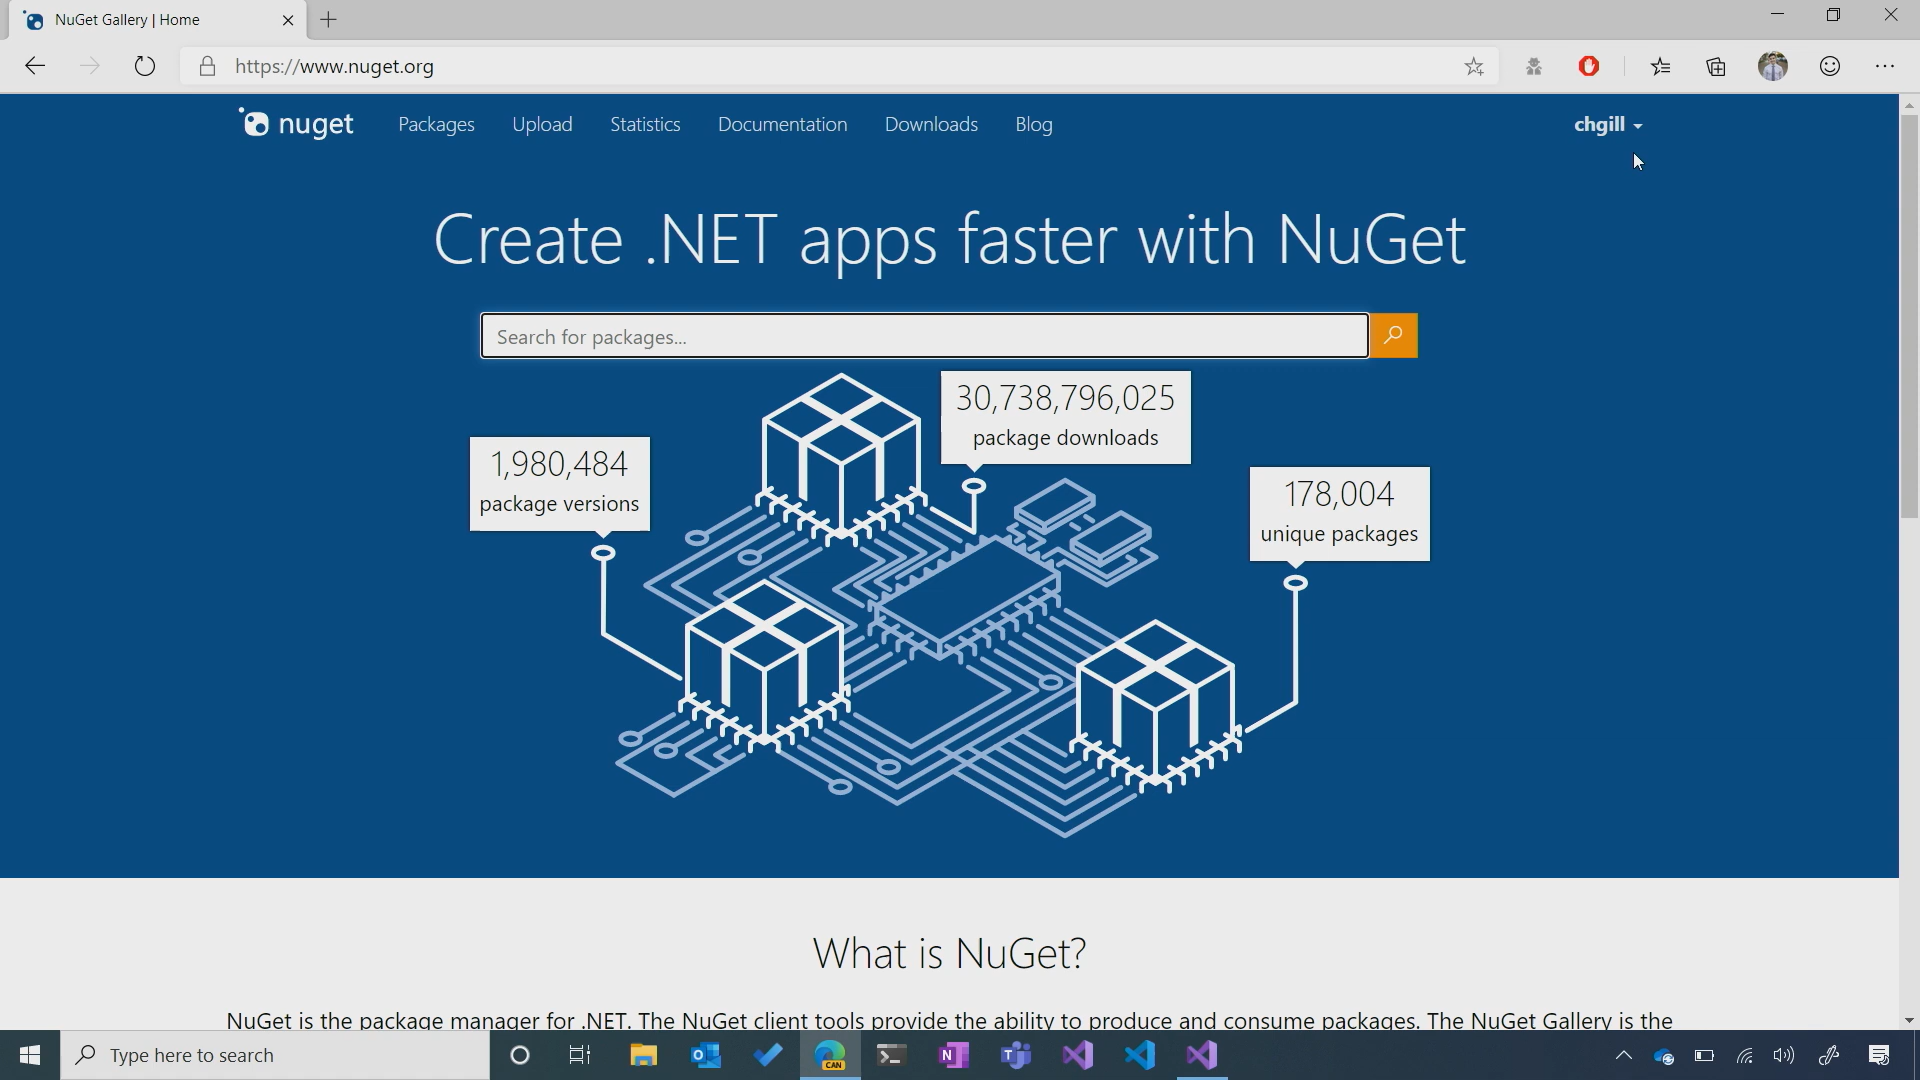 NuGet Gallery | Home
https://www.nuget.org
nuget Packages Upload Statistics Documentation Downloads Blog chgill
Create .NET apps faster with NuGet
Search for packages...
30,738,796,025
package downloads
1,980,484
package versions
178,004
unique packages
What is NuGet?
NuGet is the package manager for .NET. The NuGet client tools provide the ability to produce and consume packages. The NuGet Gallery is the
Type here to search
CAN